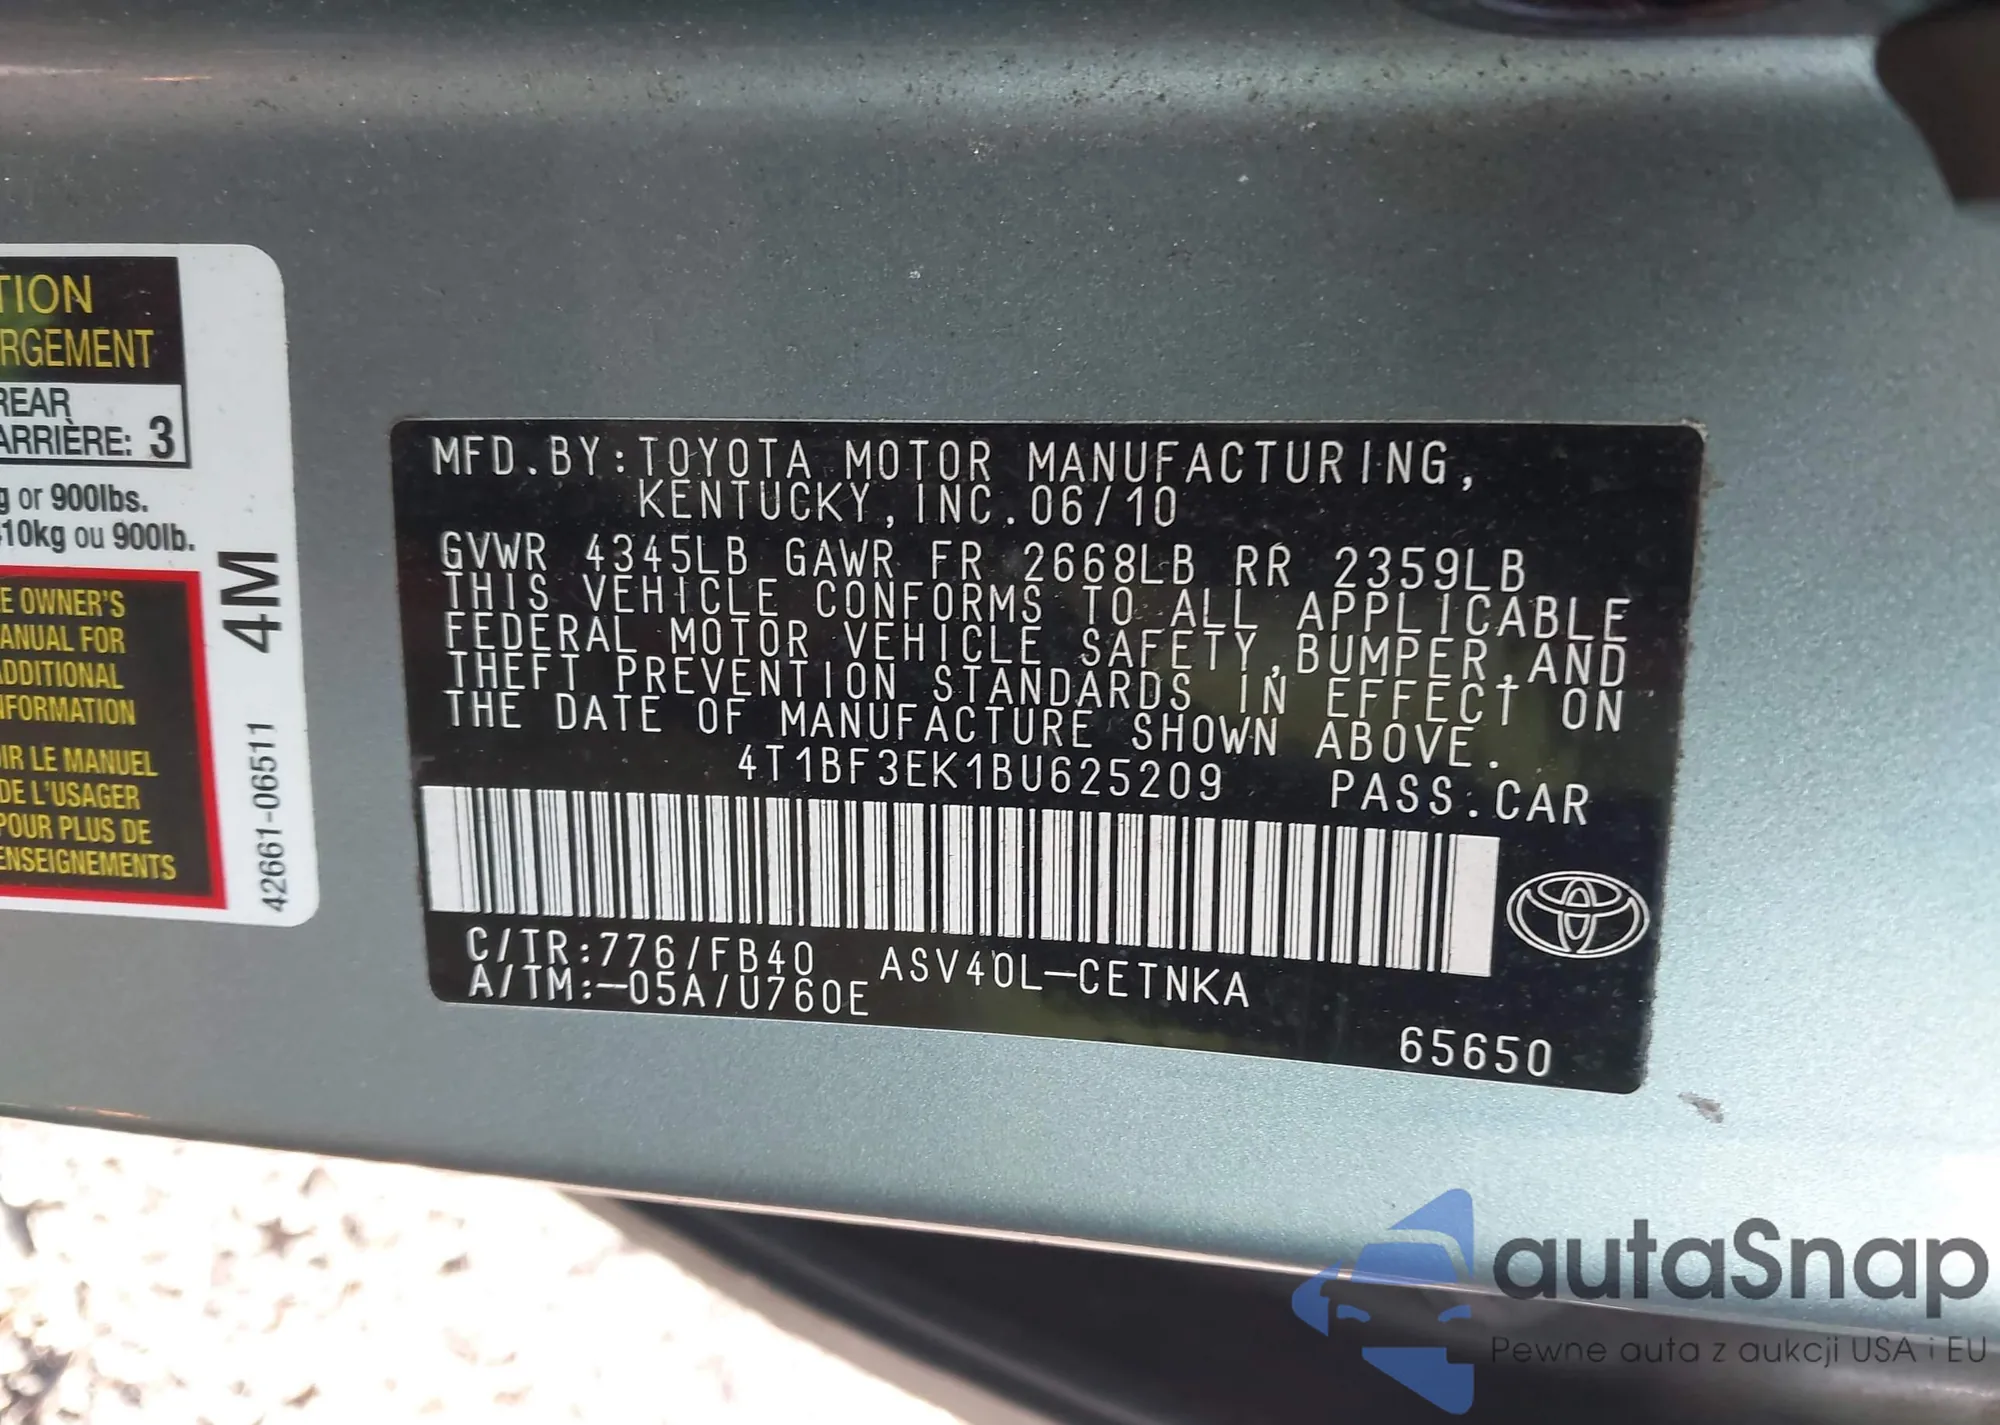 TION
RGEMENT
REAR
ARRIÈRE: 3
g or 900lbs.
10kg ou 900lb.
E OWNER'S
ANUAL FOR
ADDITIONAL
NFORMATION
IR LE MANUEL
DE L'USAGER
POUR PLUS DE
ENSEIGNEMENTS
4M
42661-06511
MFD.BY:TOYOTA MOTOR MANUFACTURING,
KENTUCKY,INC.06/10
GVWR 4345LB GAWR FR 2668LB RR 2359LB
THIS VEHICLE CONFORMS TO ALL APPLICABLE
FEDERAL MOTOR VEHICLE SAFETY,BUMPER,AND
THEFT PREVENTION STANDARDS IN EFFECT ON
THE DATE OF MANUFACTURE SHOWN ABOVE.
4T1BF3EK1BU625209 PASS.CAR
C/TR:776/FB40 ASV40L-CETNKA
A/TM:-05A/U760E
65650
autaSnap
Pewne auta z aukcji USA i EU